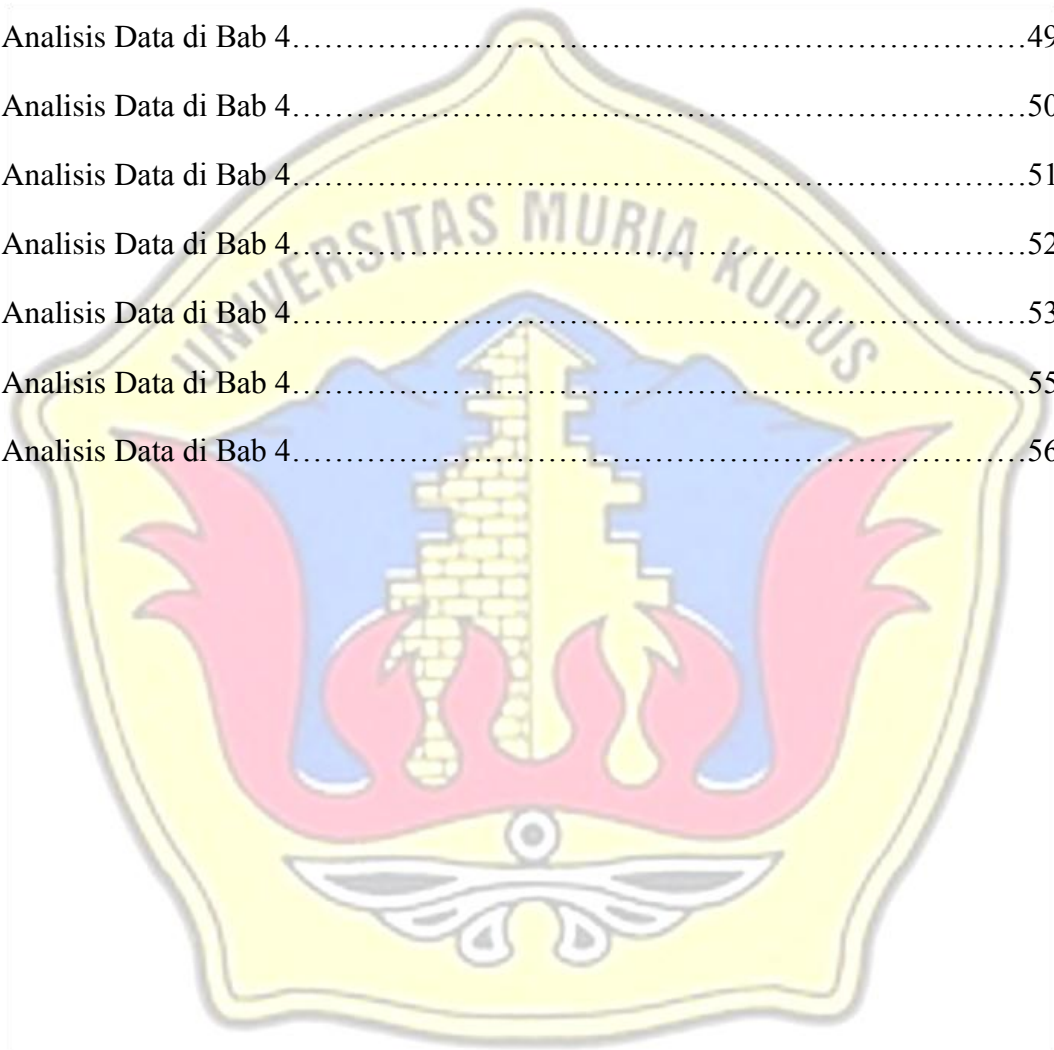 Analisis Data di Bab 4…………………………………………………………49
Analisis Data di Bab 4…………………………………………………………50
Analisis Data di Bab 4…………………………………………………………51
UNIVERSITAS MURIA KUDUS
Analisis Data di Bab 4…………………………………………………………52
Analisis Data di Bab 4…………………………………………………………53
Analisis Data di Bab 4…………………………………………………………55
Analisis Data di Bab 4…………………………………………………………56